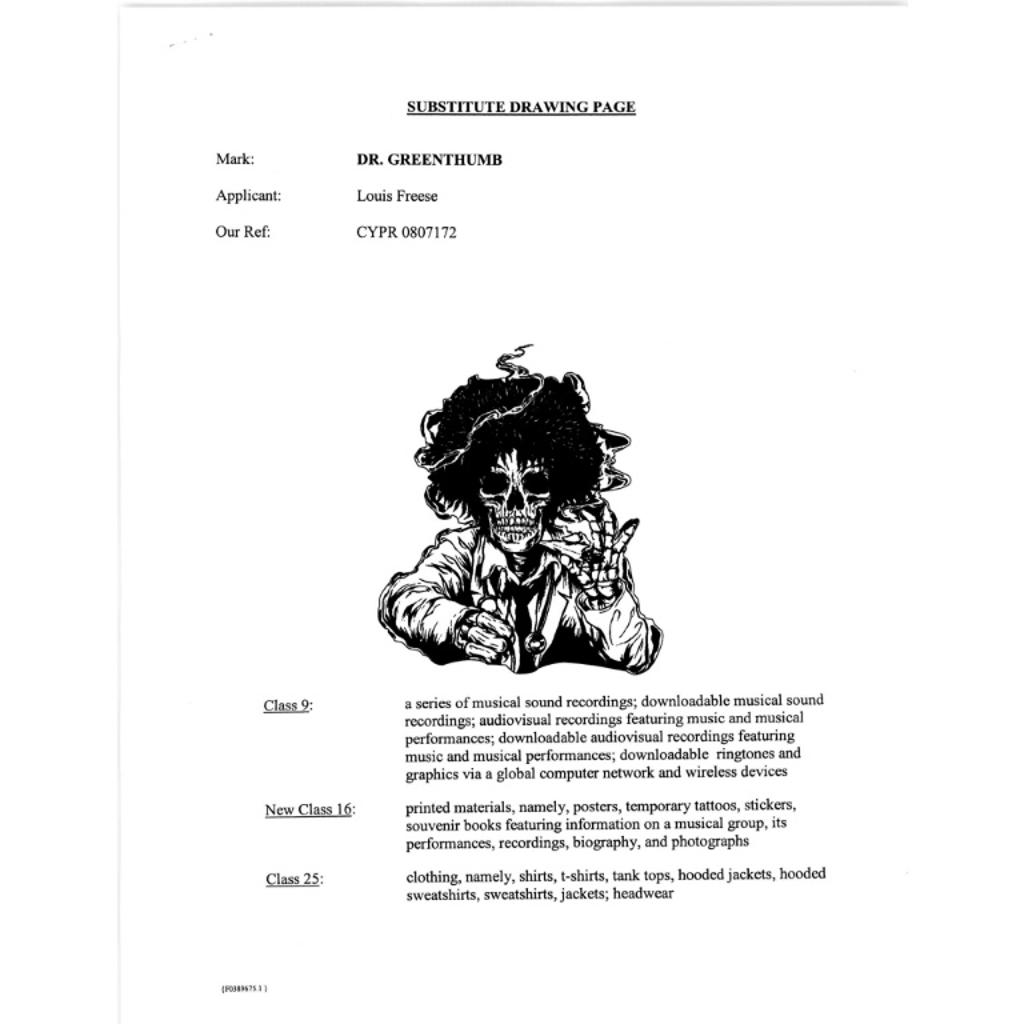 SUBSTITUTE DRAWING PAGE
Mark: DR. GREENTHUMB
Applicant: Louis Freese
Our Ref: CYPR 0807172
Class 9: a series of musical sound recordings; downloadable musical sound
recordings; audiovisual recordings featuring music and musical
performances; downloadable audiovisual recordings featuring
music and musical performances; downloadable ringtones and
graphics via a global computer network and wireless devices
New Class 16: printed materials, namely, posters, temporary tattoos, stickers,
souvenir books featuring information on a musical group, its
performances, recordings, biography, and photographs
Class 25: clothing, namely, shirts, t-shirts, tank tops, hooded jackets, hooded
sweatshirts, sweatshirts, jackets; headwear
{F0389675.1 }